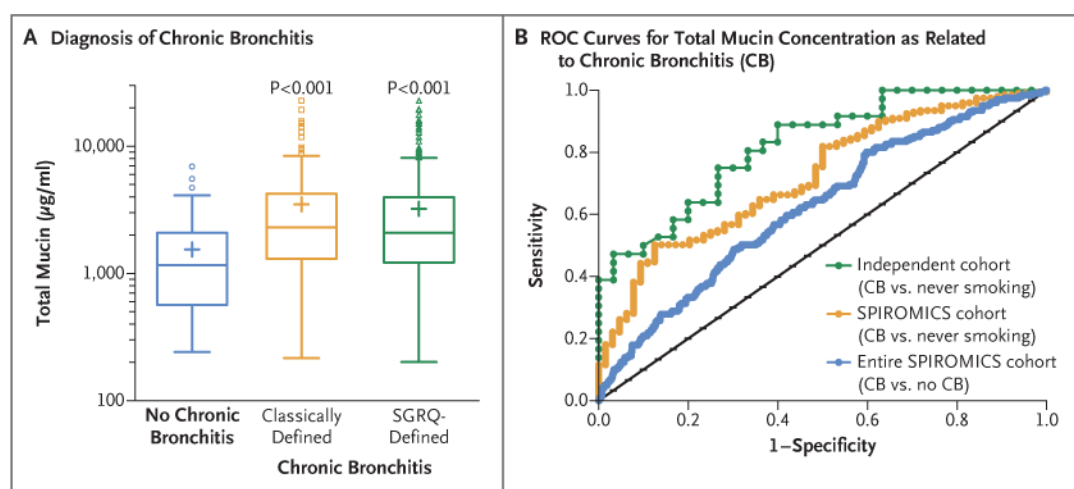 A Diagnosis of Chronic Bronchitis
P<0.001 P<0.001
10,000
1,000
100
Total Mucin (µg/ml)
No Chronic
Bronchitis
Classically
Defined
SGRQ-
Defined
Chronic Bronchitis
B ROC Curves for Total Mucin Concentration as Related
to Chronic Bronchitis (CB)
1.0
0.8
0.6
0.4
0.2
0.0
Sensitivity
Independent cohort
(CB vs. never smoking)
SPIROMICS cohort
(CB vs. never smoking)
Entire SPIROMICS cohort
(CB vs. no CB)
0.0 0.2 0.4 0.6 0.8 1.0
1−Specificity